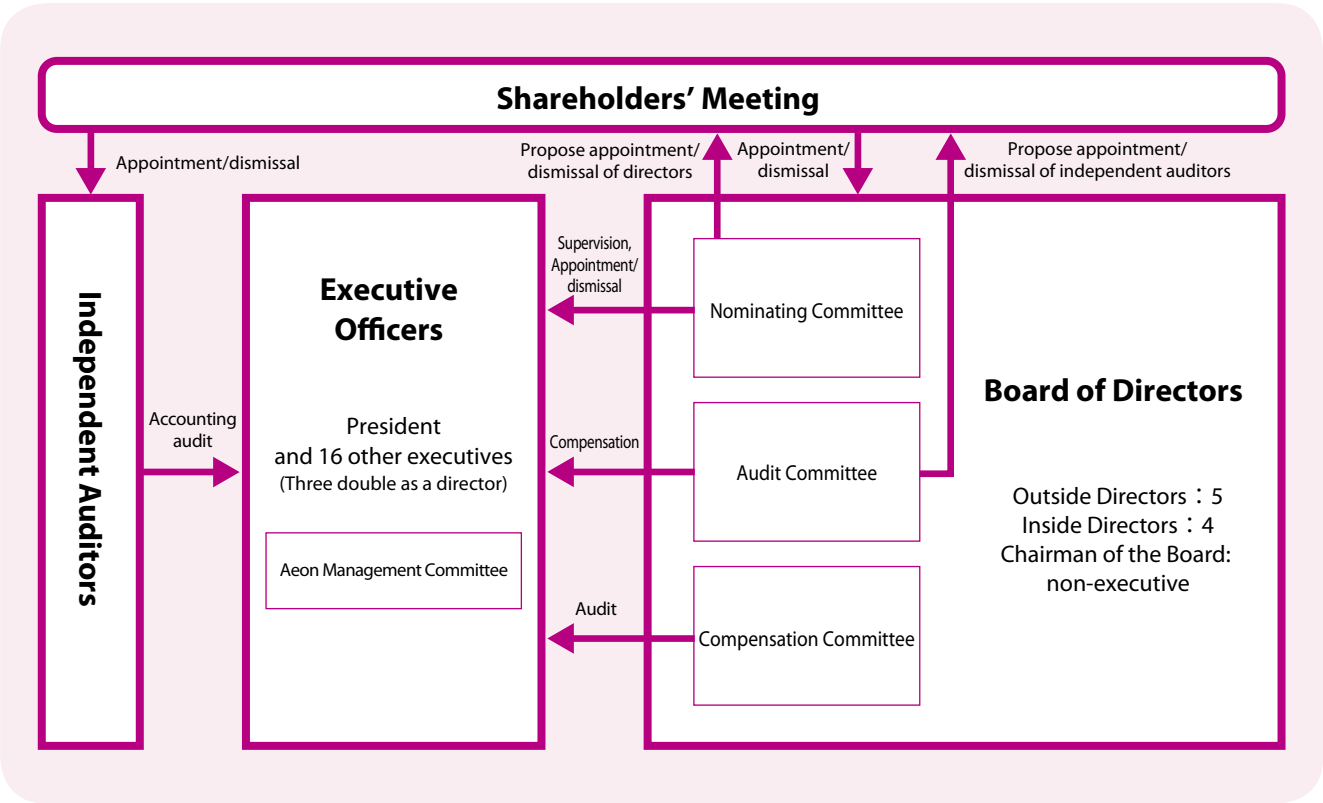 Shareholders’ Meeting
Appointment/dismissal
Propose appointment/
dismissal of directors
Appointment/
dismissal
Propose appointment/
dismissal of independent auditors
Independent Auditors
Accounting
audit
Executive
Officers
President
and 16 other executives
(Three double as a director)
Aeon Management Committee
Supervision,
Appointment/
dismissal
Compensation
Audit
Nominating Committee
Audit Committee
Compensation Committee
Board of Directors
Outside Directors：5
Inside Directors：4
Chairman of the Board:
non-executive